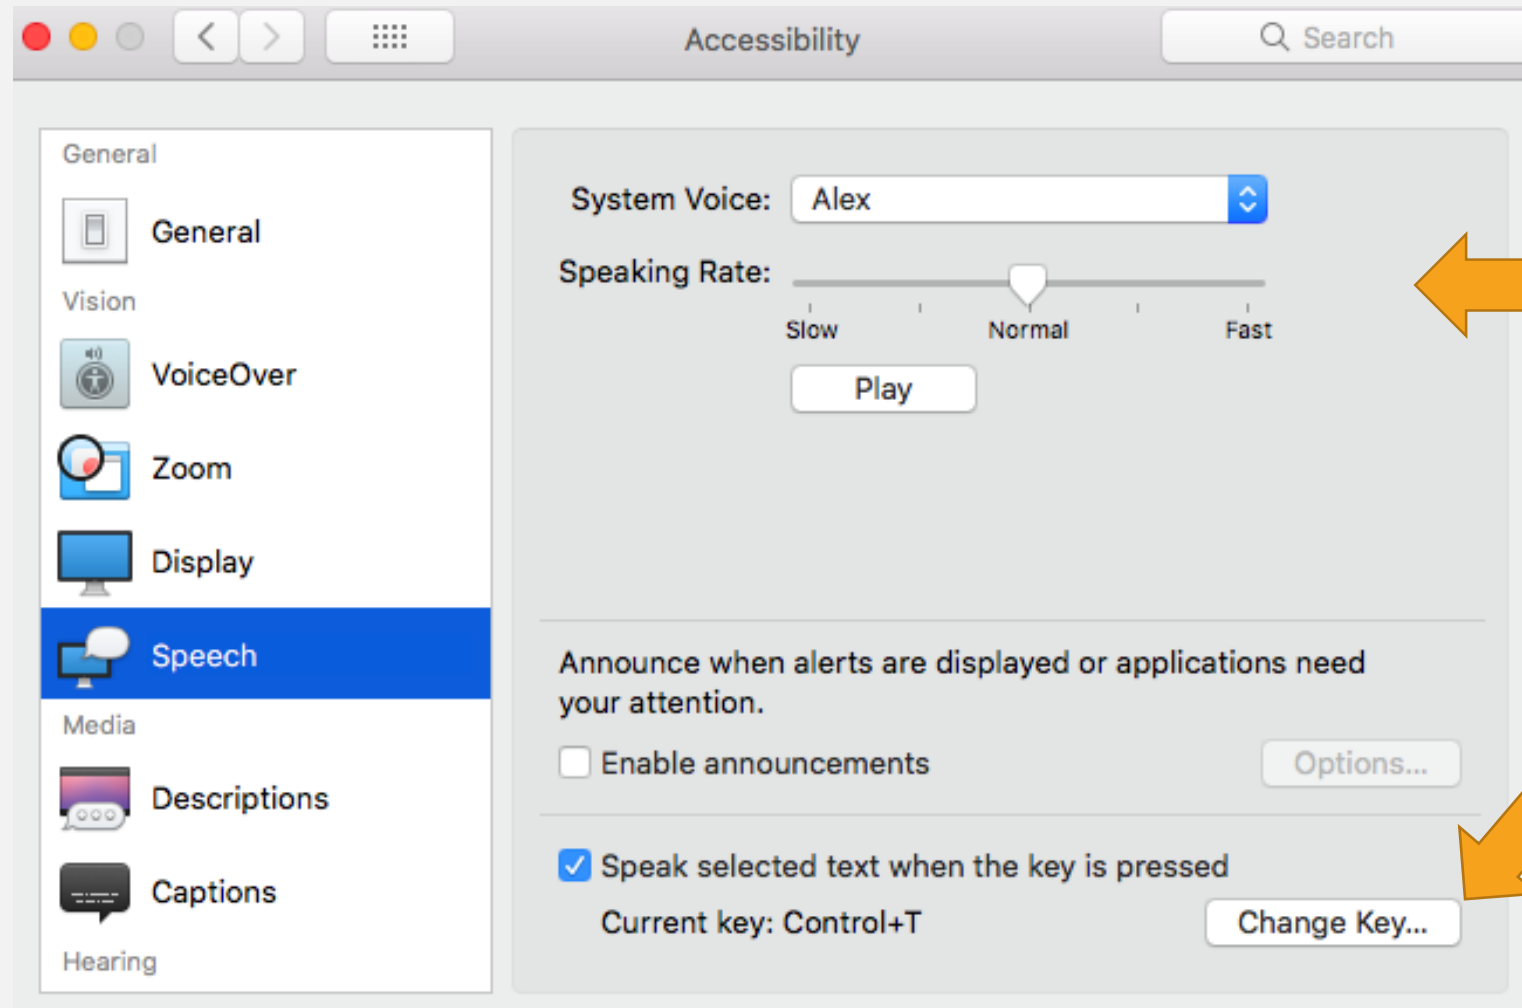 Accessibility
Search
General
General
Vision
VoiceOver
Zoom
Display
Speech
Media
Descriptions
Captions
Hearing
System Voice: Alex
Speaking Rate:
Slow Normal Fast
Play
Announce when alerts are displayed or applications need
your attention.
Enable announcements Options...
Speak selected text when the key is pressed
Current key: Control+T Change Key...